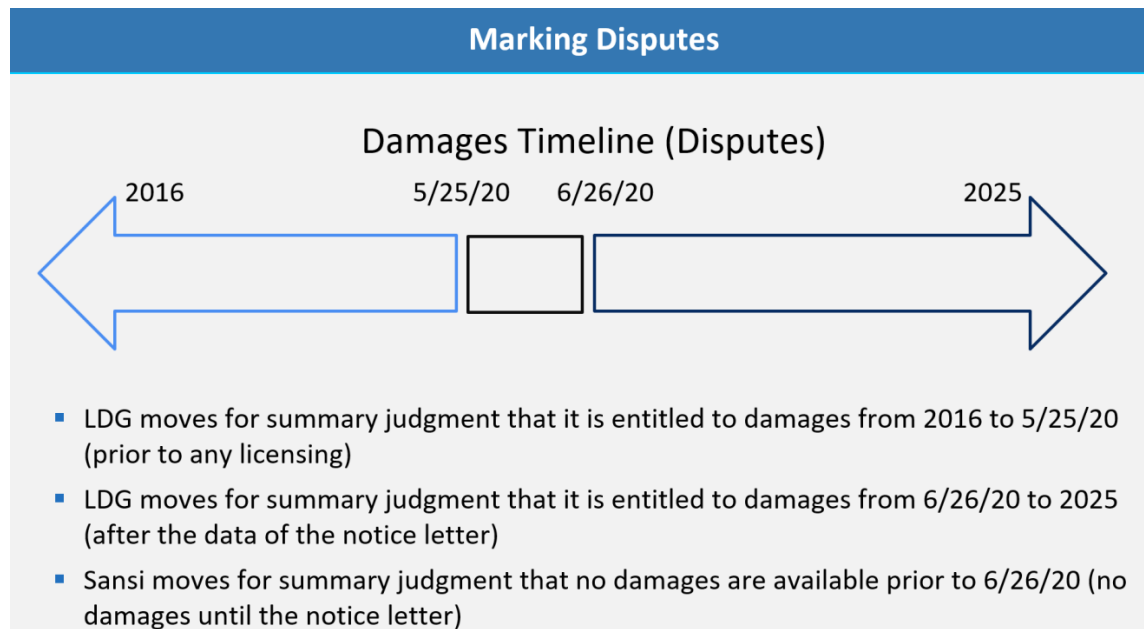 Marking Disputes
Damages Timeline (Disputes)
2016 5/25/20 6/26/20 2025
▪ LDG moves for summary judgment that it is entitled to damages from 2016 to 5/25/20
(prior to any licensing)
▪ LDG moves for summary judgment that it is entitled to damages from 6/26/20 to 2025
(after the data of the notice letter)
▪ Sansi moves for summary judgment that no damages are available prior to 6/26/20 (no
damages until the notice letter)